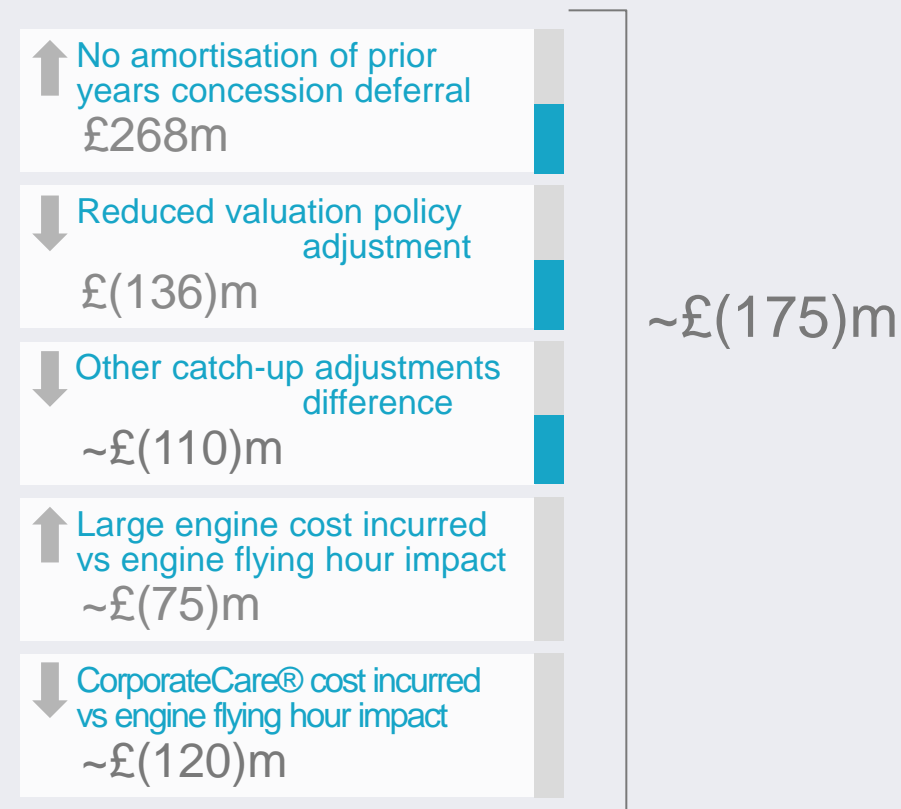 No amortisation of prior
years concession deferral
£268m
Reduced valuation policy
adjustment
£(136)m
Other catch-up adjustments
difference
~£(110)m
Large engine cost incurred
vs engine flying hour impact
~£(75)m
CorporateCare® cost incurred
vs engine flying hour impact
~£(120)m
~£(175)m